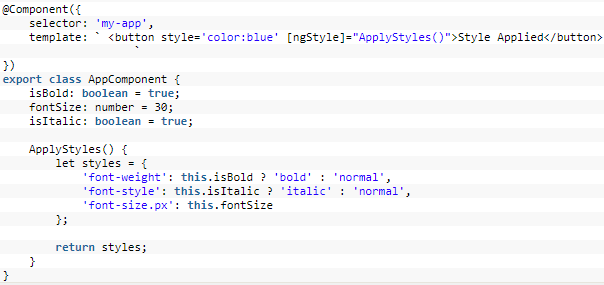 @Component({
    selector: 'my-app',
    template: ` <button style='color:blue' [ngStyle]="ApplyStyles()">Style Applied</button>
                `
})
export class AppComponent {
    isBold: boolean = true;
    fontSize: number = 30;
    isItalic: boolean = true;

    ApplyStyles() {
        let styles = {
            'font-weight': this.isBold ? 'bold' : 'normal',
            'font-style': this.isItalic ? 'italic' : 'normal',
            'font-size.px': this.fontSize
        };

        return styles;
    }
}